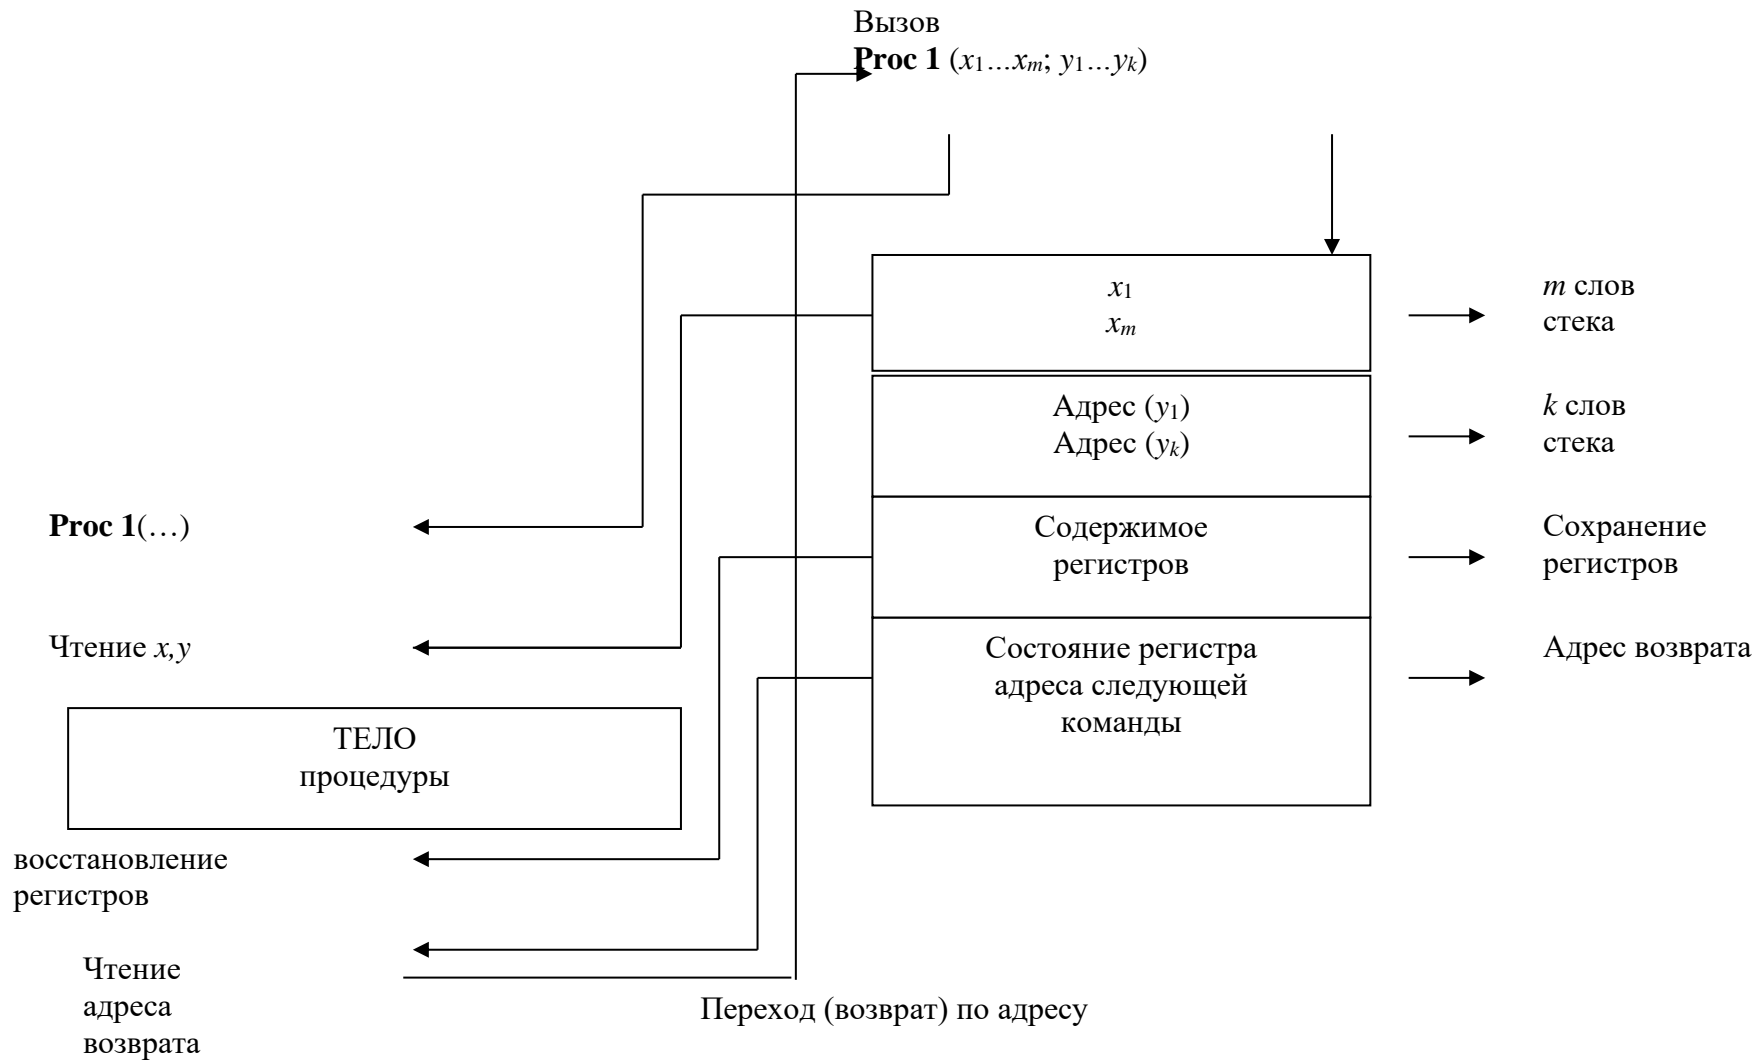 Вызов
Proc 1 (x1...xm; y1...yk)
x1
xm
m слов
стека
Адрес (y1)
Адрес (yk)
k слов
стека
Proc 1(…)
Содержимое
регистров
Сохранение
регистров
Чтение x,y
Состояние регистра
адреса следующей
команды
Адрес возврата
ТЕЛО
процедуры
восстановление
регистров
Чтение
адреса
возврата
Переход (возврат) по адресу